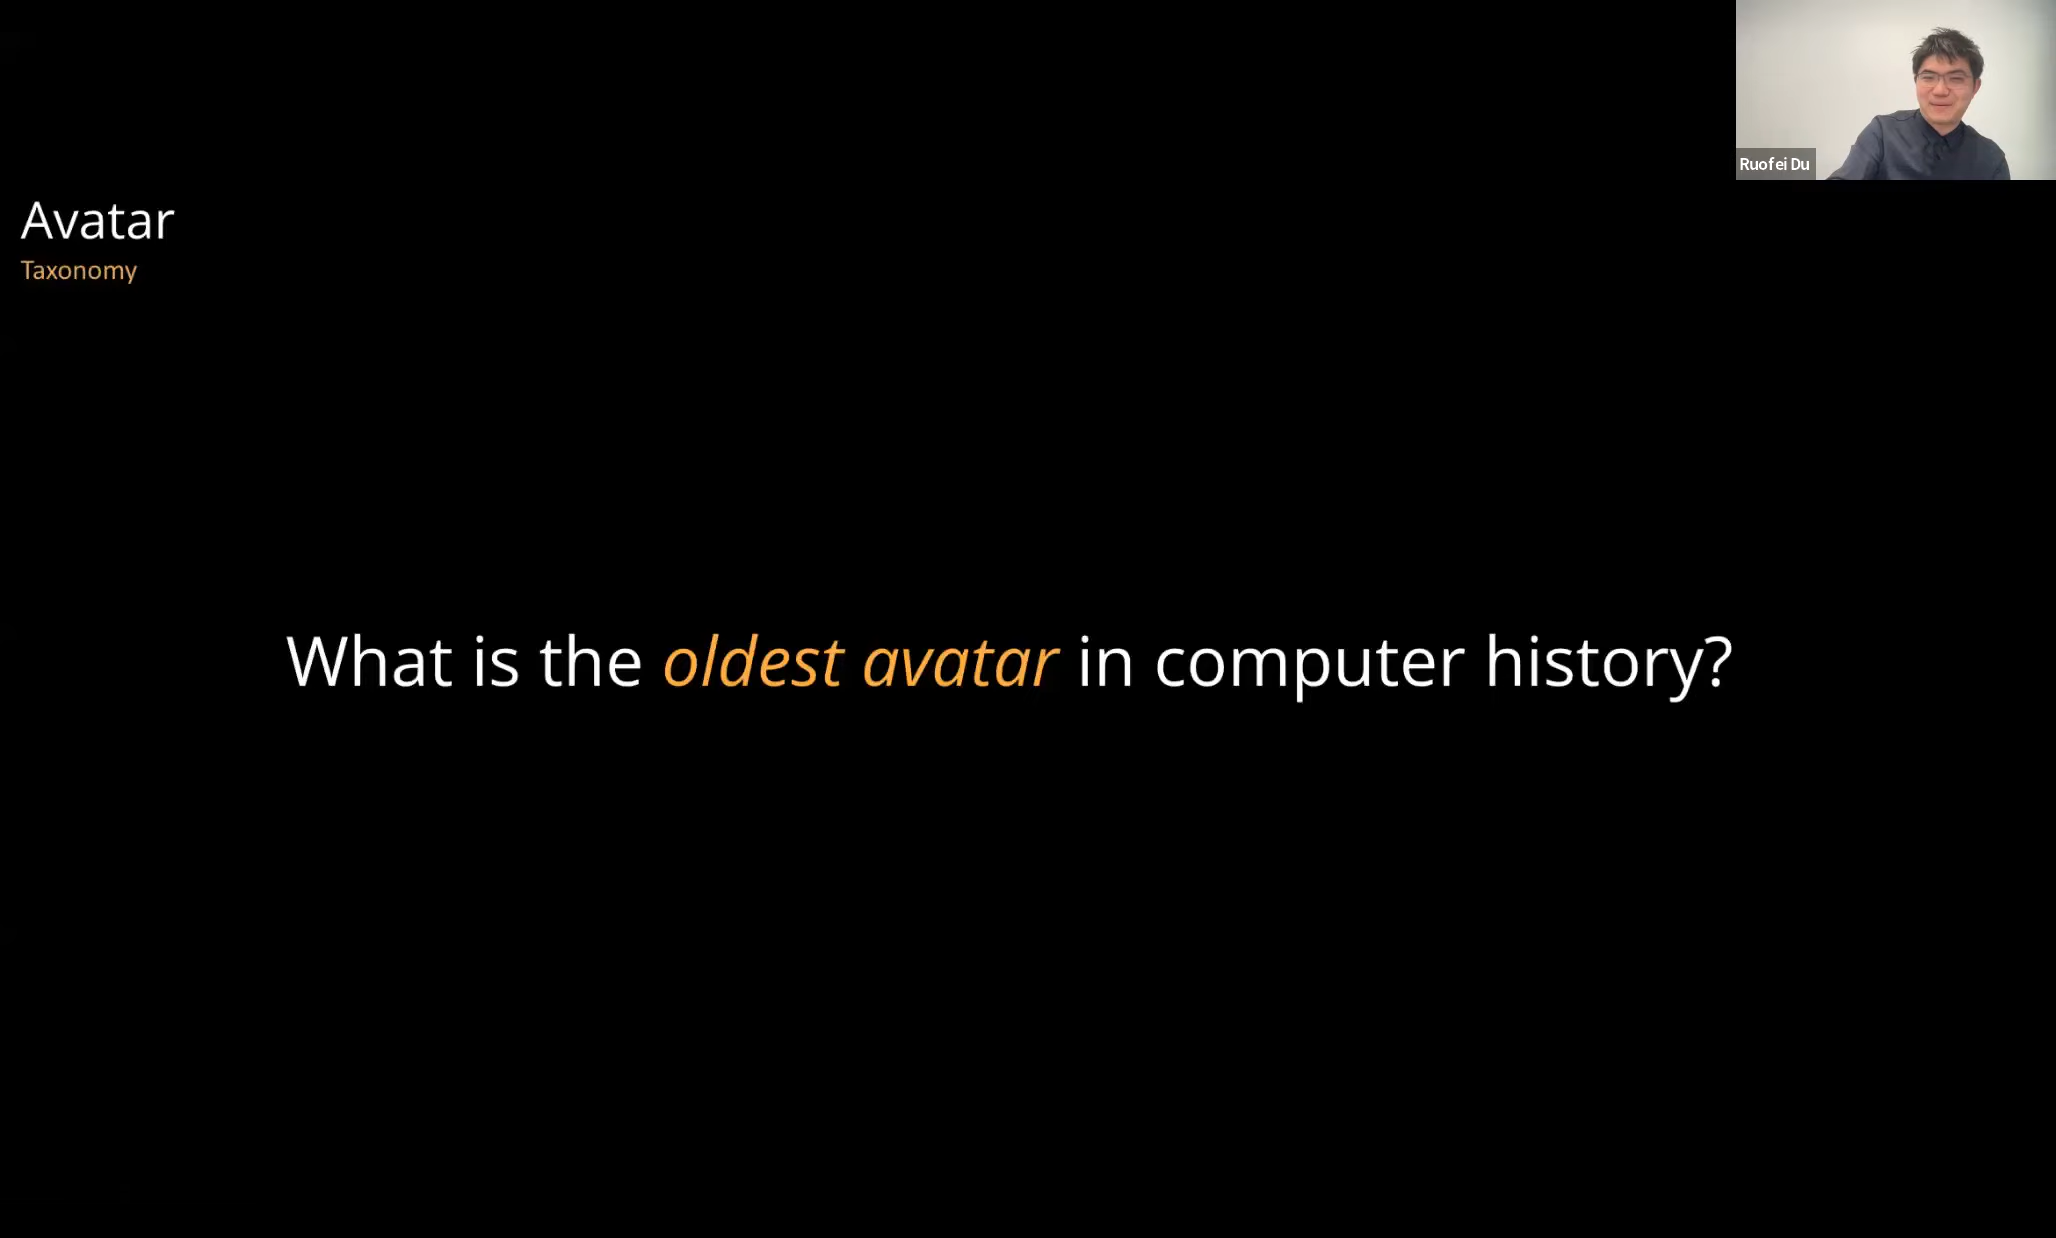 Ruofei Du
Avatar
Taxonomy
What is the oldest avatar in computer history?